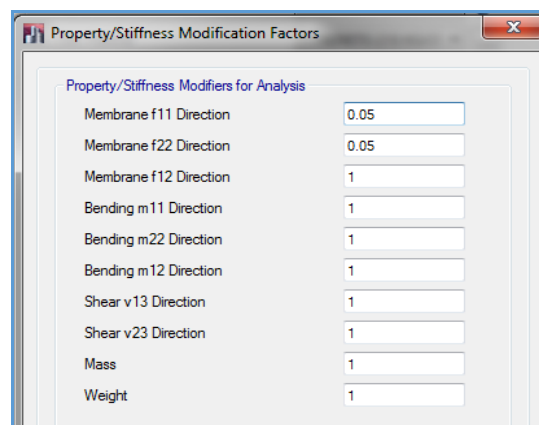 Property/Stiffness Modification Factors
Property/Stiffness Modifiers for Analysis
Membrane f11 Direction 0.05
Membrane f22 Direction 0.05
Membrane f12 Direction 1
Bending m11 Direction 1
Bending m22 Direction 1
Bending m12 Direction 1
Shear v13 Direction 1
Shear v23 Direction 1
Mass 1
Weight 1